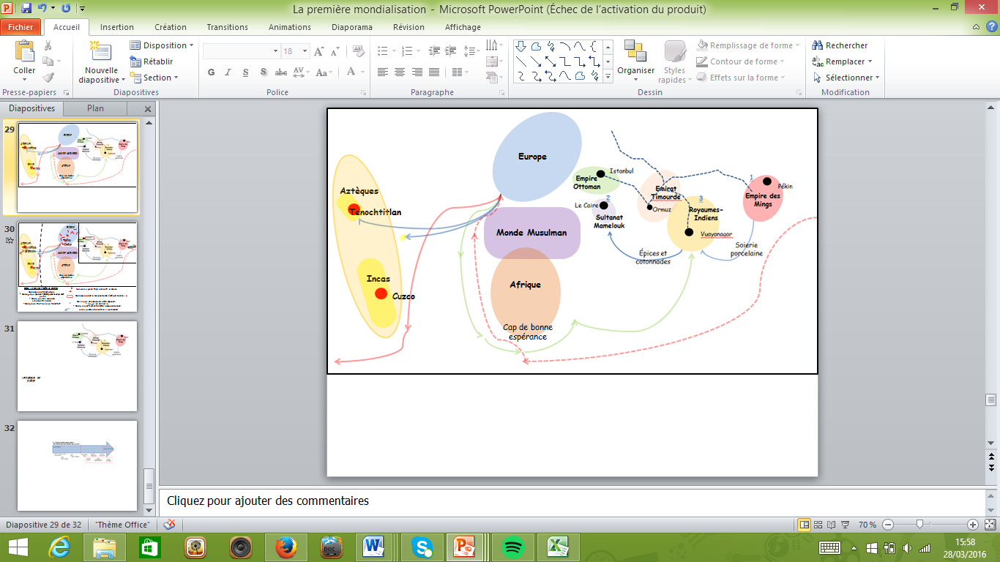 La première mondialisation - Microsoft PowerPoint (Échec de l'activation du produit)
Fichier Accueil Insertion Création Transitions Animations Diaporama Révision Affichage
Coller
Nouvelle diapositive
Disposition
Rétablir
Section
18
G I S S abc AV Aa A
Organiser
Styles rapides
Remplissage de forme
Contour de forme
Effets sur la forme
Rechercher
Remplacer
Sélectionner
Presse-papiers Diapositives Police Paragraphe Dessin Modification
Diapositives Plan
29
30
31
32
Europe
Aztèques
Tenochtitlan
Monde Musulman
Incas
Cuzco
Afrique
Cap de bonne
espérance
Istanbul
Empire
Ottoman
Le Caire
2
Sultanat
Mamelouk
Emirat
Timourde
Ormuz
3
Royaumes-
Indiens
Vuayanagar
1
Pékin
Empire des
Mings
Épices et
cotonnades
Soierie
porcelaine
Cliquez pour ajouter des commentaires
Diapositive 29 de 32 "Thème Office" 70 %
15:58
28/03/2016